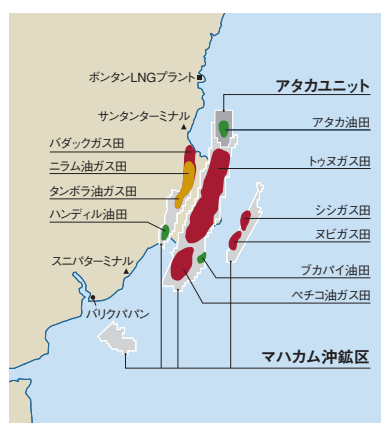 ボンタンLNGプラント
アタカユニット
サンタンターミナル
アタカ油田
バダックガス田
トゥヌガス田
ニラム油ガス田
タンボラ油ガス田
シシガス田
ハンディル油田
ヌビガス田
スニパターミナル
ブカパイ油田
ペチコ油ガス田
バリクパパン
マハカム沖鉱区